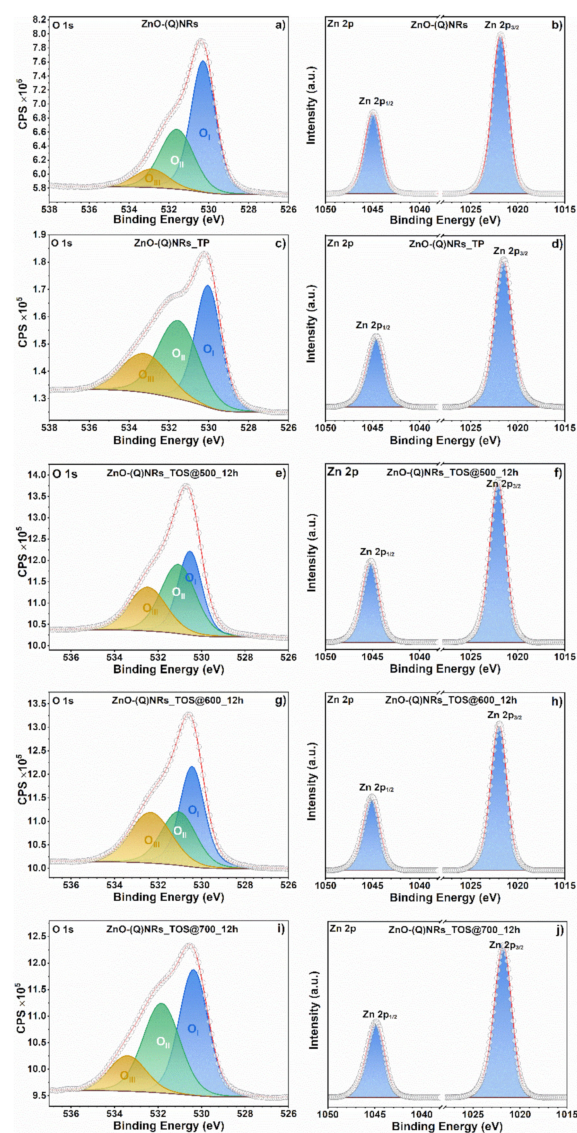 O 1s ZnO-(Q)NRs a)
CPS ×10⁵
8.2
8.0
7.8
7.6
7.4
7.2
7.0
6.8
6.6
6.4
6.2
6.0
5.8
O_I
O_II
O_III
538 536 534 532 530 528 526
Binding Energy (eV)
Zn 2p ZnO-(Q)NRs Zn 2p₃/₂ b)
Zn 2p₁/₂
Intensity (a.u.)
1050 1045 1040 1020 1015
Binding Energy (eV)
O 1s ZnO-(Q)NRs_TP c)
CPS ×10⁵
1.9
1.8
1.7
1.6
1.5
1.4
1.3
O_I
O_II
O_III
538 536 534 532 530 528 526
Binding Energy (eV)
Zn 2p ZnO-(Q)NRs_TP d)
Zn 2p₃/₂
Zn 2p₁/₂
Intensity (a.u.)
1050 1045 1040 1020 1015
Binding Energy (eV)
O 1s ZnO-(Q)NRs_TOS@500_12h e)
CPS ×10⁵
14.0
13.5
13.0
12.5
12.0
11.5
11.0
10.5
10.0
O_I
O_II
O_III
536 534 532 530 528 526
Binding Energy (eV)
Zn 2p ZnO-(Q)NRs_TOS@500_12h f)
Zn 2p₃/₂
Zn 2p₁/₂
Intensity (a.u.)
1050 1045 1040 1020 1015
Binding Energy (eV)
O 1s ZnO-(Q)NRs_TOS@600_12h g)
CPS ×10⁵
13.5
13.0
12.5
12.0
11.5
11.0
10.5
10.0
O_I
O_II
O_III
536 534 532 530 528 526
Binding Energy (eV)
Zn 2p ZnO-(Q)NRs_TOS@600_12h h)
Zn 2p₃/₂
Zn 2p₁/₂
Intensity (a.u.)
1050 1045 1040 1020 1015
Binding Energy (eV)
O 1s ZnO-(Q)NRs_TOS@700_12h i)
CPS ×10⁵
12.5
12.0
11.5
11.0
10.5
10.0
9.5
O_I
O_II
O_III
536 534 532 530 528 526
Binding Energy (eV)
Zn 2p ZnO-(Q)NRs_TOS@700_12h j)
Zn 2p₃/₂
Zn 2p₁/₂
Intensity (a.u.)
1050 1045 1040 1020 1015
Binding Energy (eV)